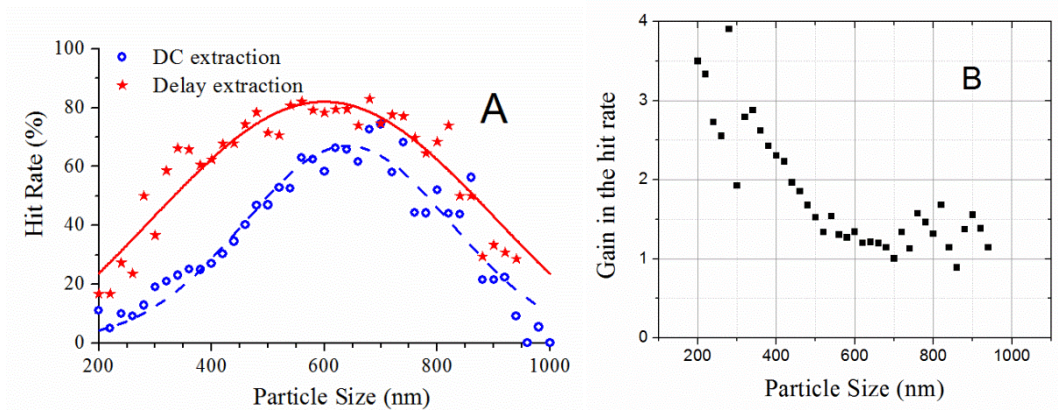 100
80
60
40
20
0
Hit Rate (%)
DC extraction
Delay extraction
A
200
400
600
800
1000
Particle Size (nm)
4
3
2
1
0
Gain in the hit rate
B
200
400
600
800
1000
Particle Size (nm)